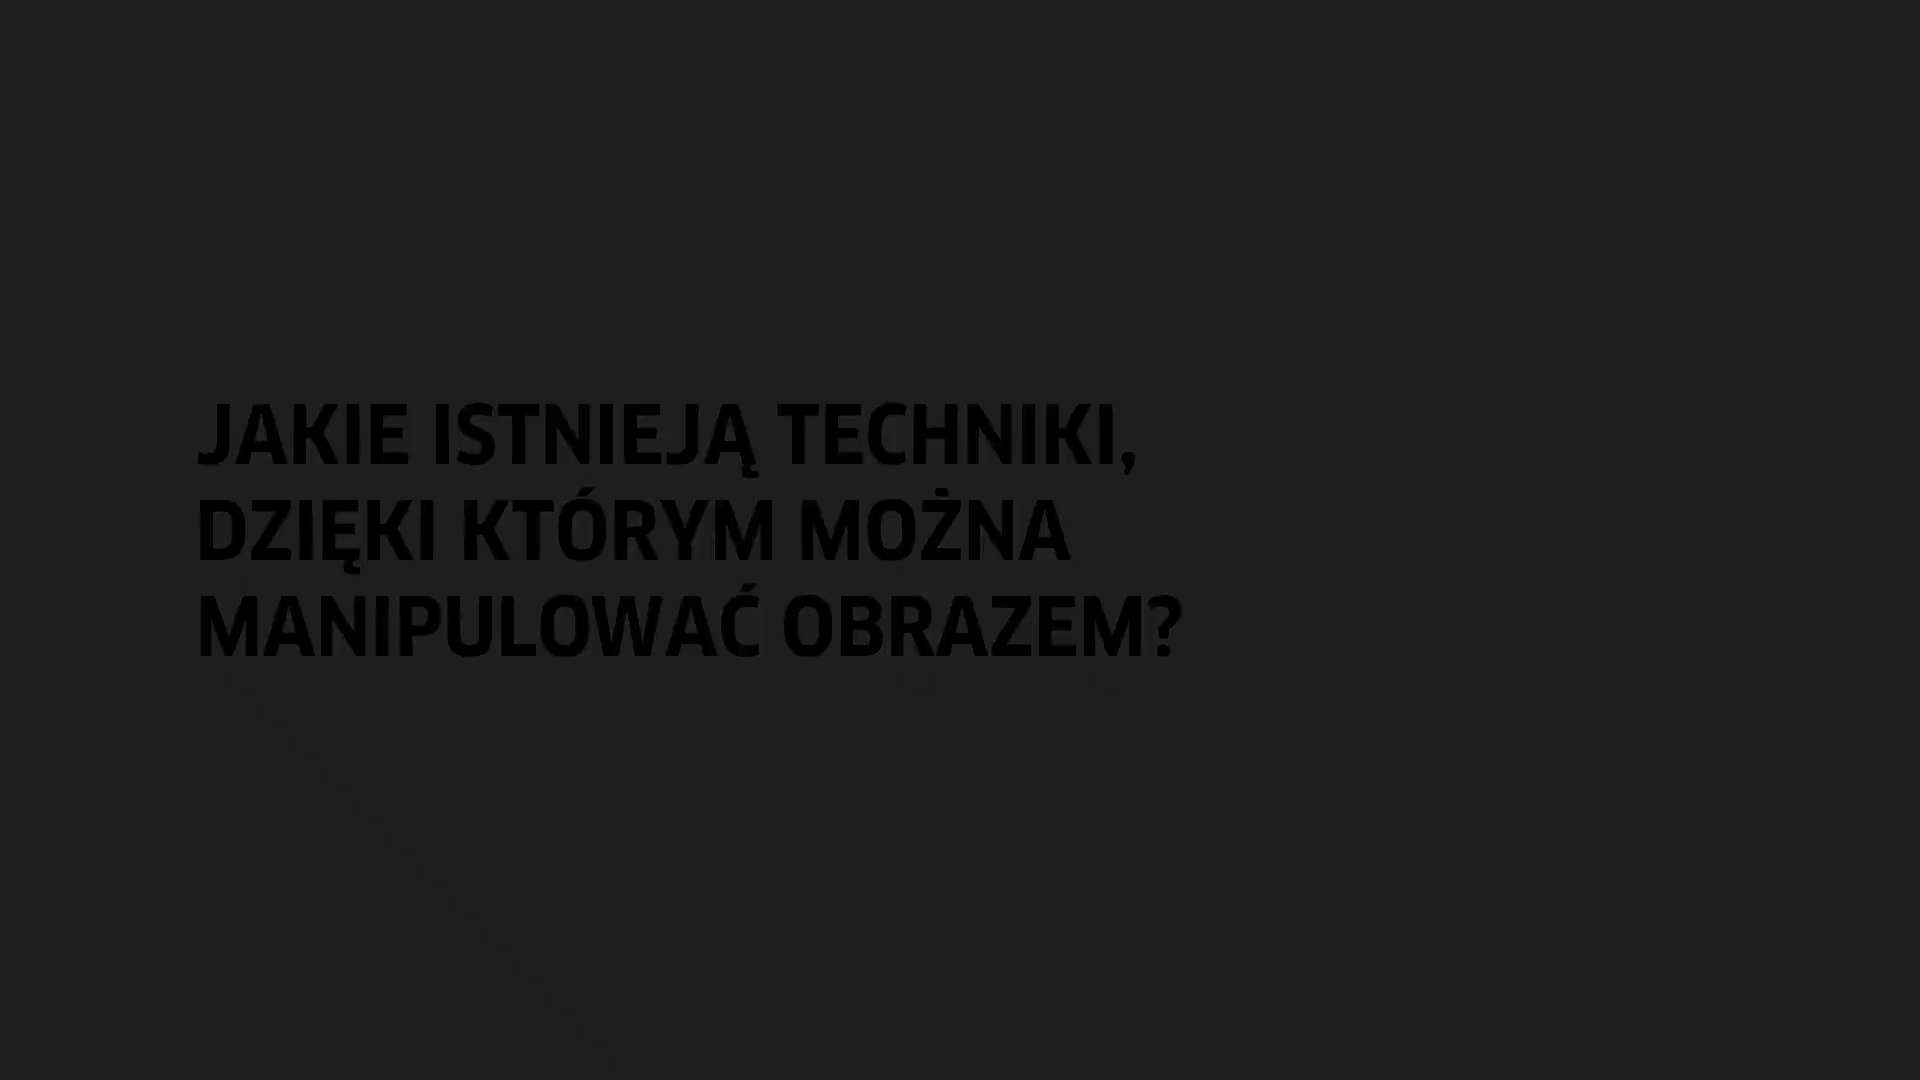 JAKIE ISTNIEJĄ TECHNIKI,
DZIĘKI KTÓRYM MOŻNA
MANIPULOWAĆ OBRAZEM?